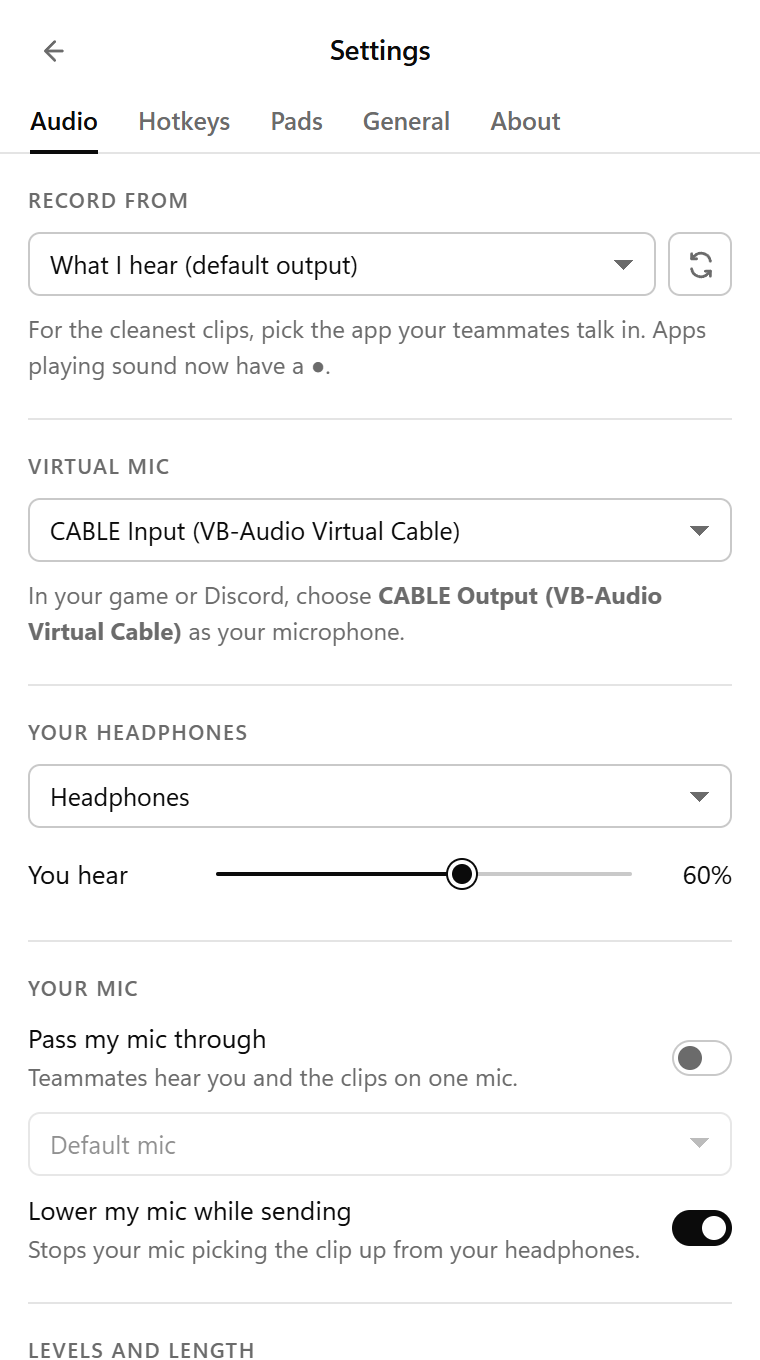 Settings
Audio Hotkeys Pads General About
RECORD FROM
What I hear (default output)
For the cleanest clips, pick the app your teammates talk in. Apps
playing sound now have a ●.
VIRTUAL MIC
CABLE Input (VB-Audio Virtual Cable)
In your game or Discord, choose CABLE Output (VB-Audio
Virtual Cable) as your microphone.
YOUR HEADPHONES
Headphones
You hear 60%
YOUR MIC
Pass my mic through
Teammates hear you and the clips on one mic.
Default mic
Lower my mic while sending
Stops your mic picking the clip up from your headphones.
LEVELS AND LENGTH